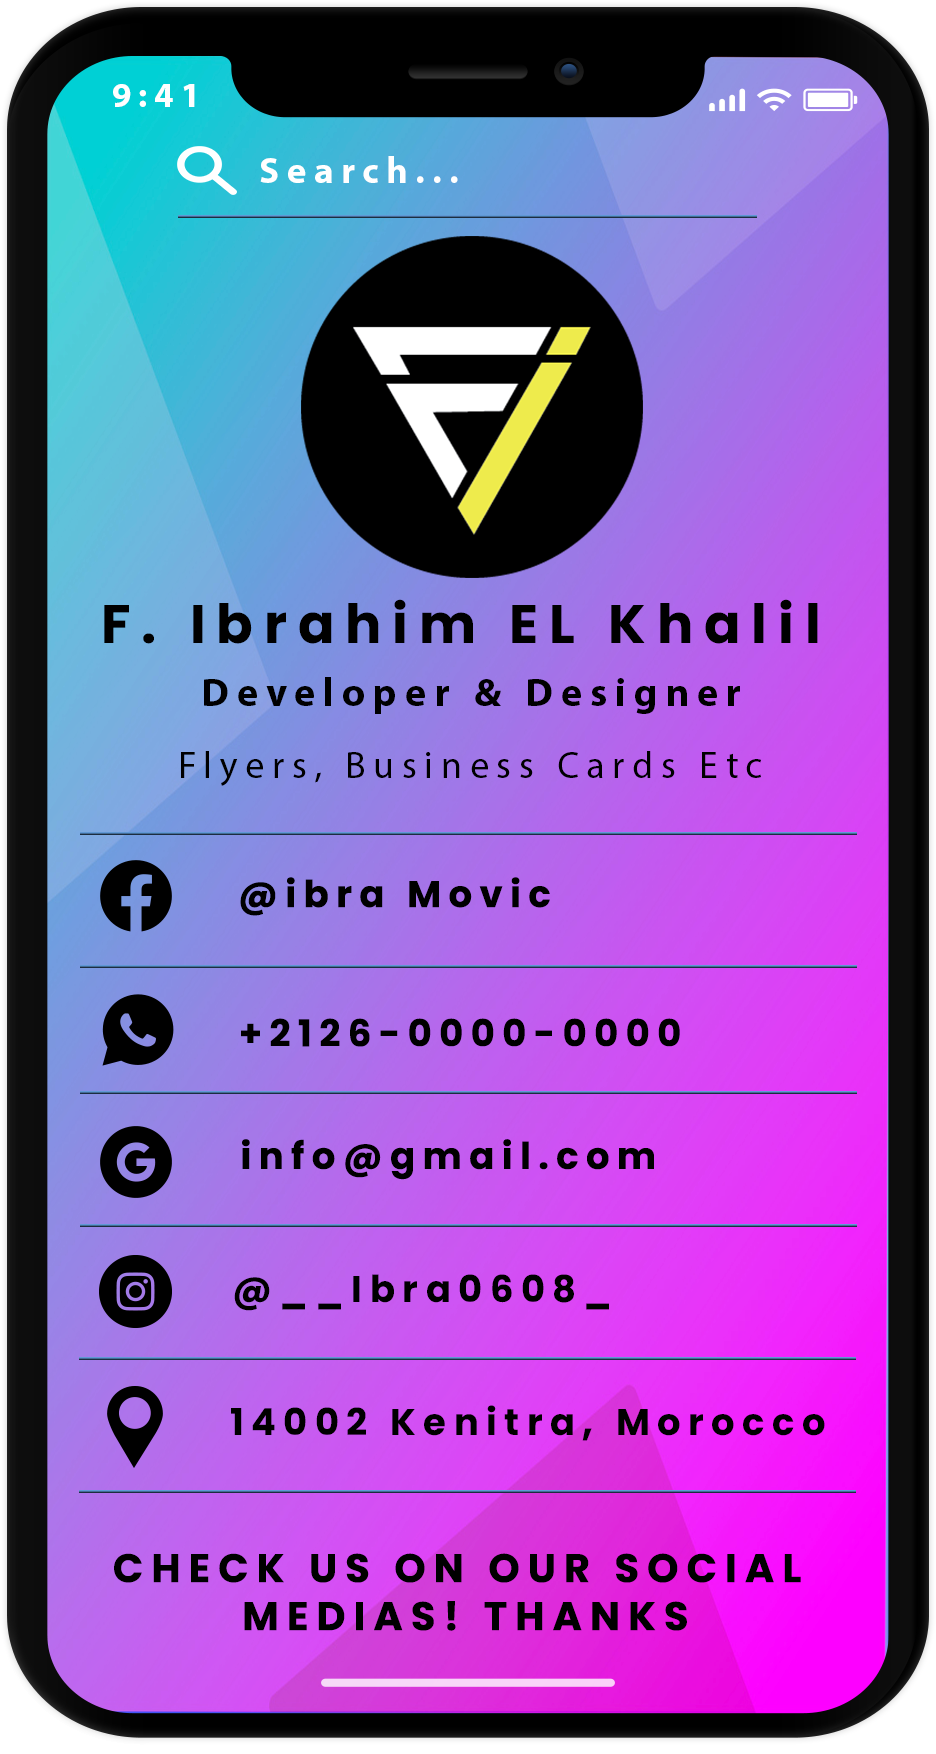 9:41
Search...
F. Ibrahim EL Khalil
Developer & Designer
Flyers, Business Cards Etc
@ibra Movic
+2126-0000-0000
info@gmail.com
@__Ibra0608_
14002 Kenitra, Morocco
CHECK US ON OUR SOCIAL
MEDIAS! THANKS